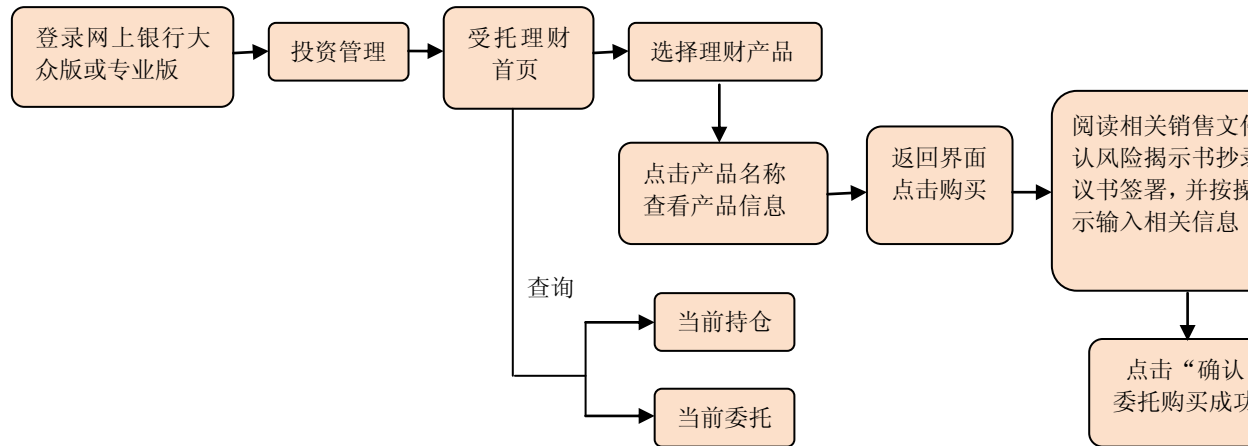 登录网上银行大
众版或专业版
投资管理
受托理财
首页
选择理财产品
点击产品名称
查看产品信息
返回界面
点击购买
阅读相关销售文
认风险揭示书抄
议书签署，并按操
示输入相关信息
查询
当前持仓
当前委托
点击“确认
委托购买成功